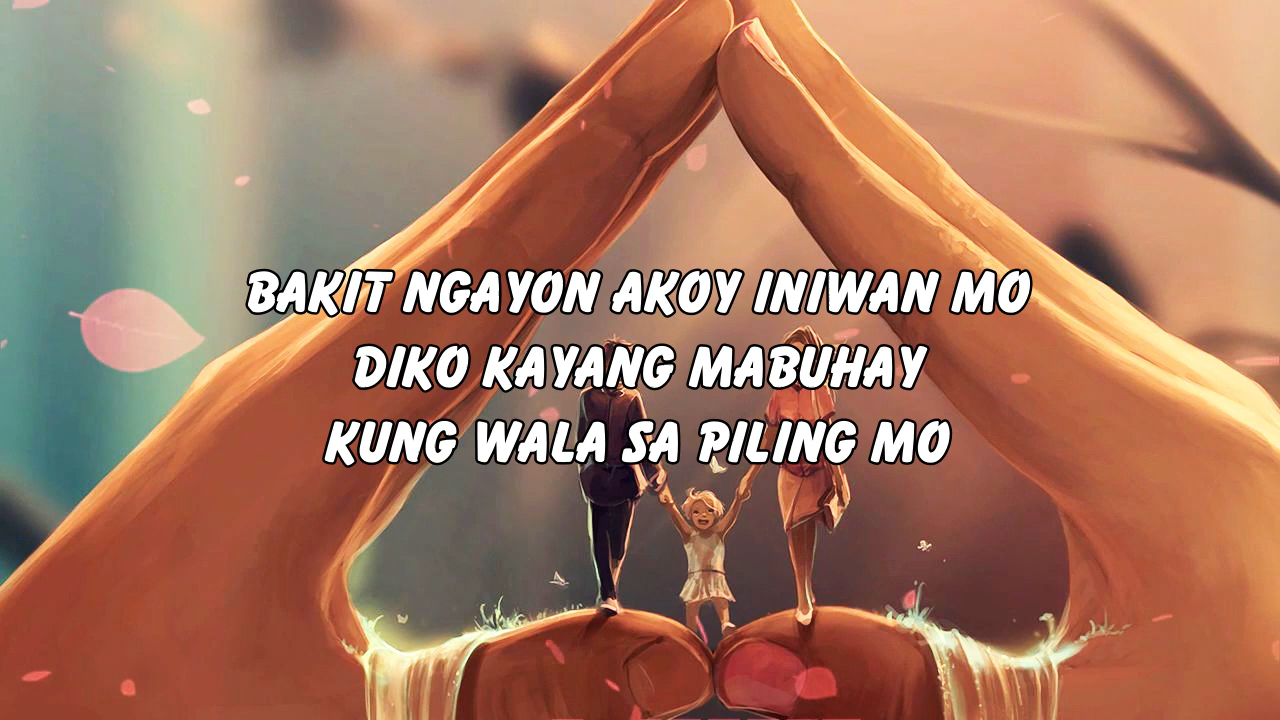 BAKIT NGAYON AKOY INIWAN MO
DIKO KAYANG MABUHAY
KUNG WALA SA PILING MO